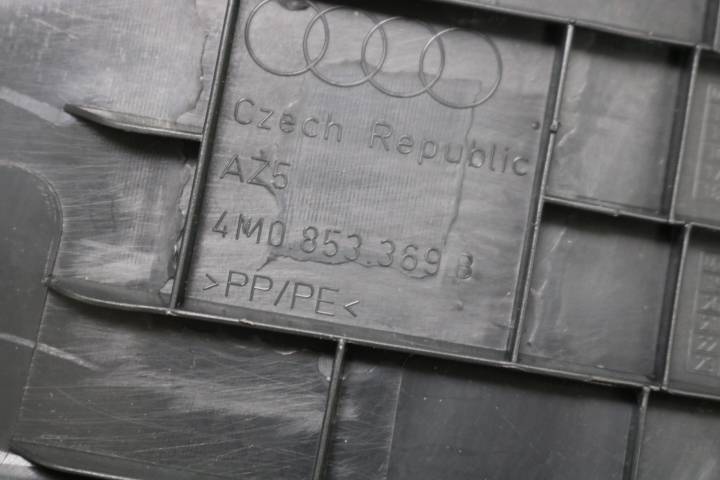 Czech Republic
AZ5
4M0.853.369 B
>PP/PE<